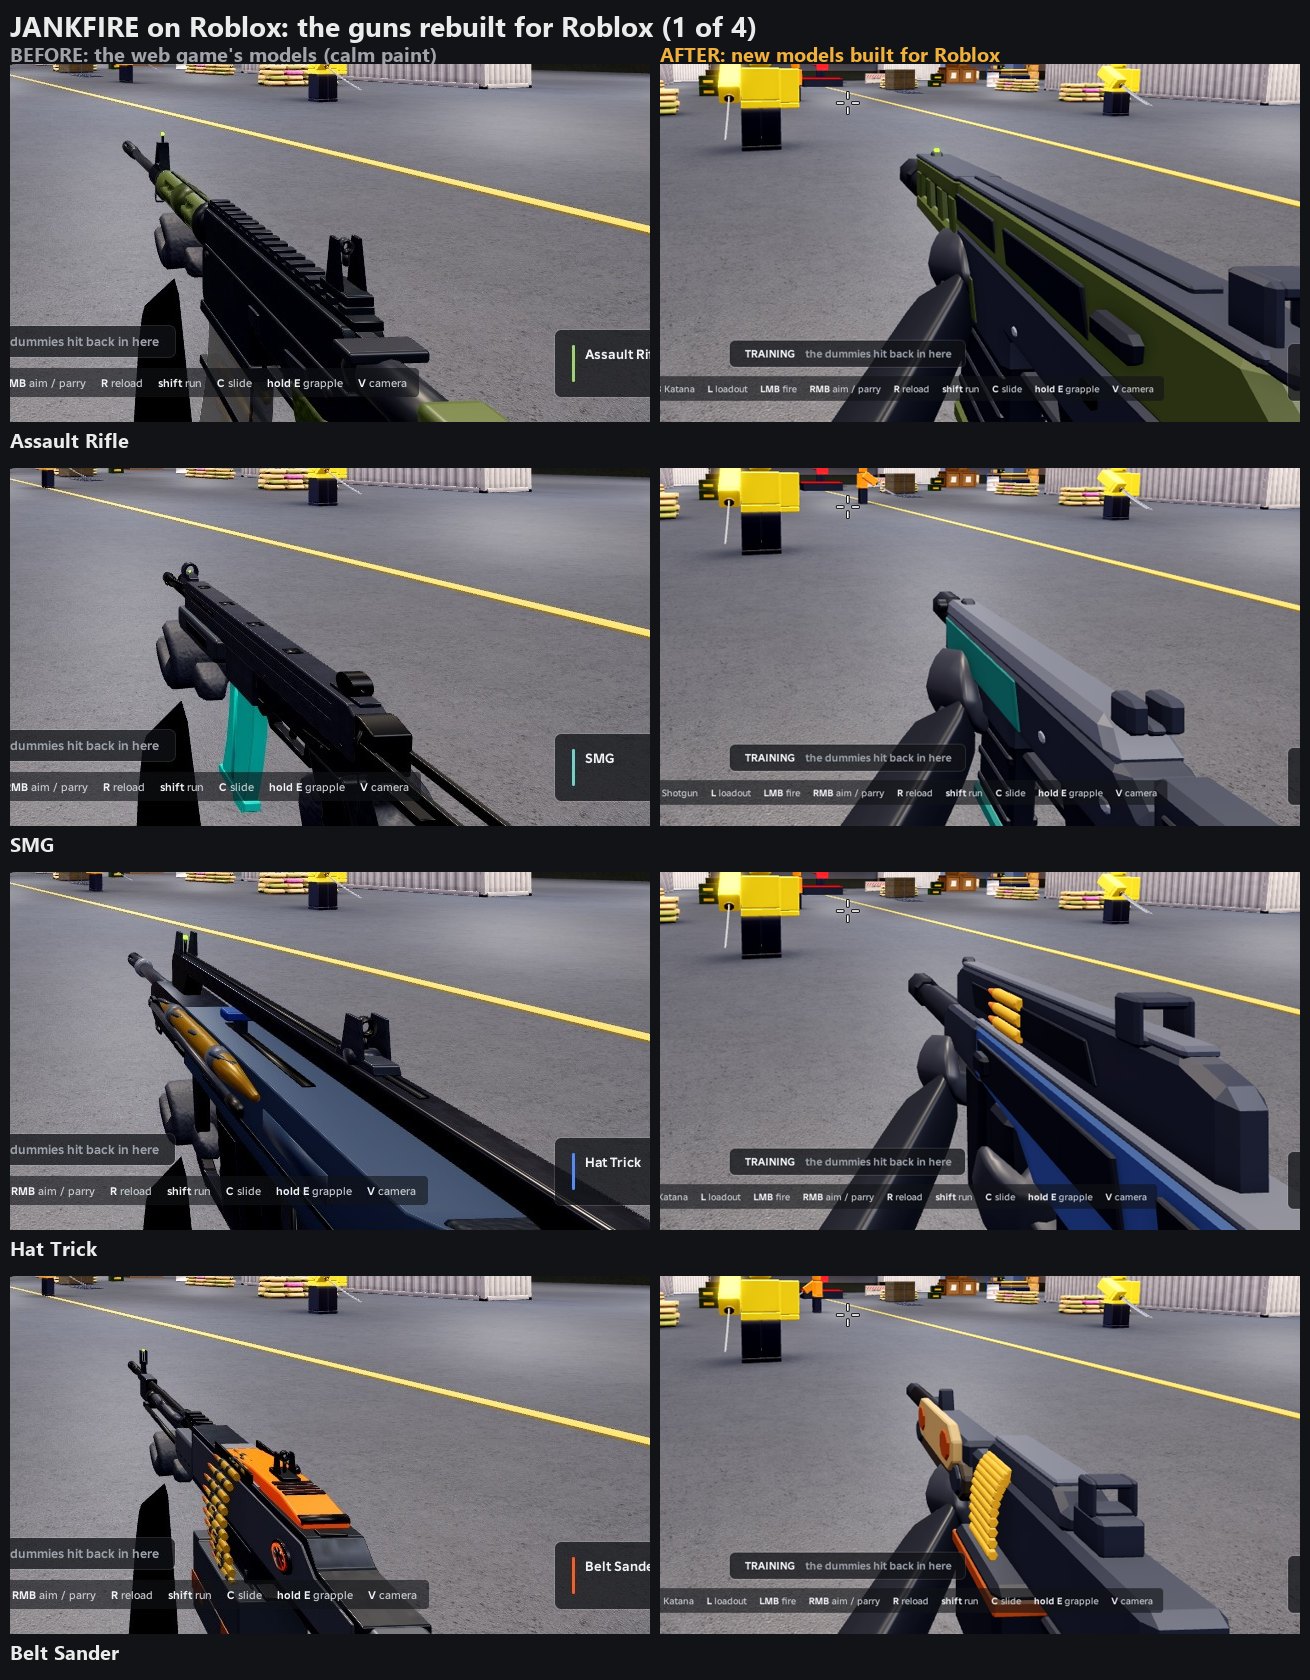 JANKFIRE on Roblox: the guns rebuilt for Roblox (1 of 4)
BEFORE: the web game's models (calm paint)
AFTER: new models built for Roblox
dummies hit back in here
Assault Rif
MB aim / parry R reload shift run C slide hold E grapple V camera
TRAINING the dummies hit back in here
Katana L loadout LMB fire RMB aim / parry R reload shift run C slide hold E grapple V camera
Assault Rifle
dummies hit back in here
SMG
MB aim / parry R reload shift run C slide hold E grapple V camera
TRAINING the dummies hit back in here
Shotgun L loadout LMB fire RMB aim / parry R reload shift run C slide hold E grapple V camera
SMG
dummies hit back in here
Hat Trick
RMB aim / parry R reload shift run C slide hold E grapple V camera
TRAINING the dummies hit back in here
Katana L loadout LMB fire RMB aim / parry R reload shift run C slide hold E grapple V camera
Hat Trick
dummies hit back in here
Belt Sande
RMB aim / parry R reload shift run C slide hold E grapple V camera
TRAINING the dummies hit back in here
Katana L loadout LMB fire RMB aim / parry R reload shift run C slide hold E grapple V camera
Belt Sander